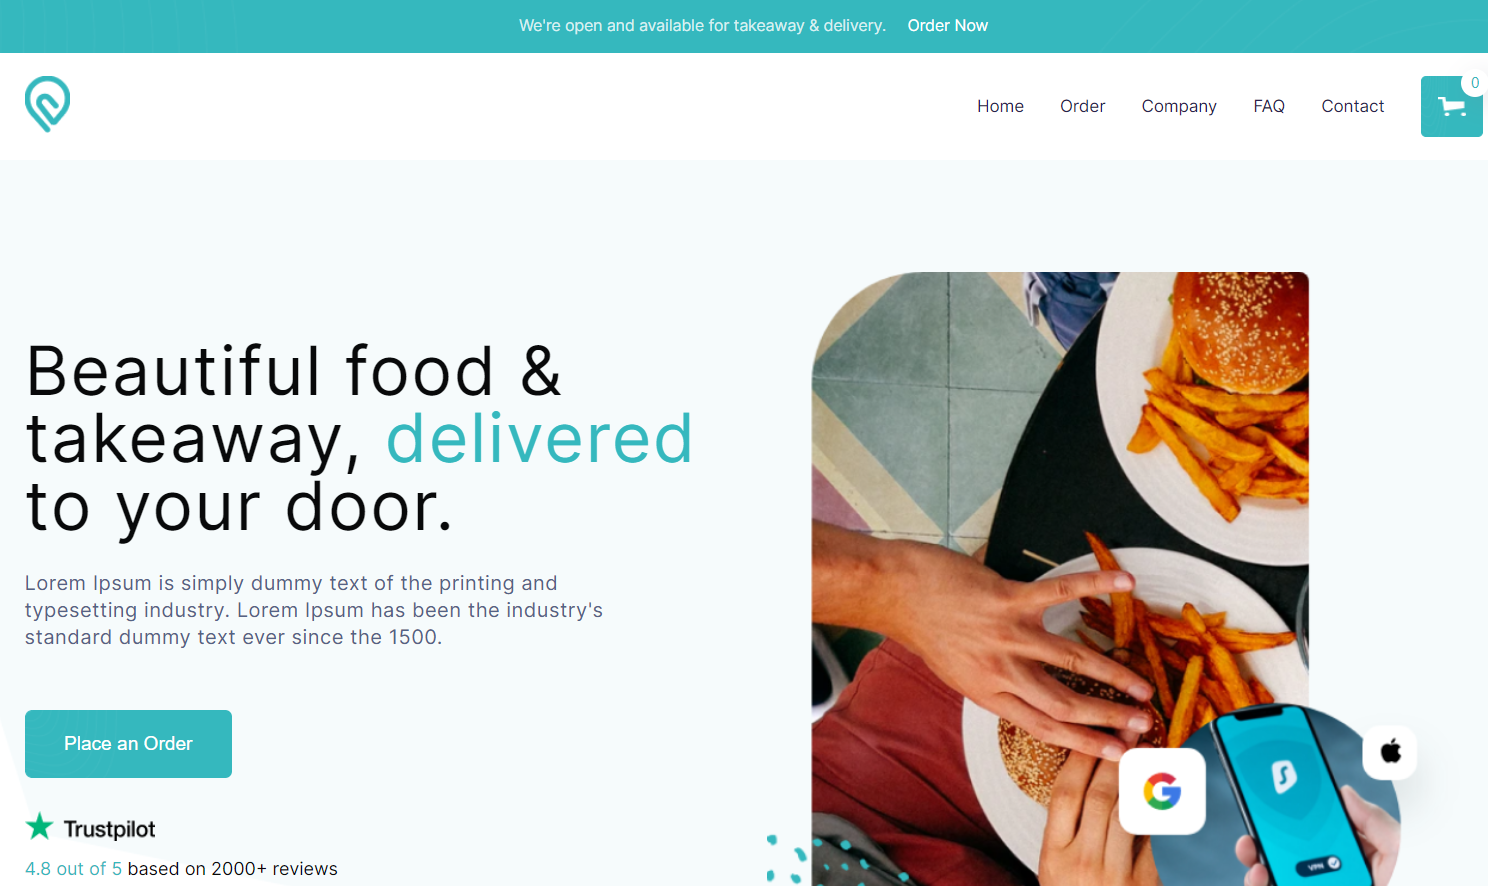 We're open and available for takeaway & delivery. Order Now
Home Order Company FAQ Contact
0
Beautiful food &
takeaway, delivered
to your door.
Lorem Ipsum is simply dummy text of the printing and
typesetting industry. Lorem Ipsum has been the industry's
standard dummy text ever since the 1500.
Place an Order
Trustpilot
4.8 out of 5 based on 2000+ reviews
G
S
VPN